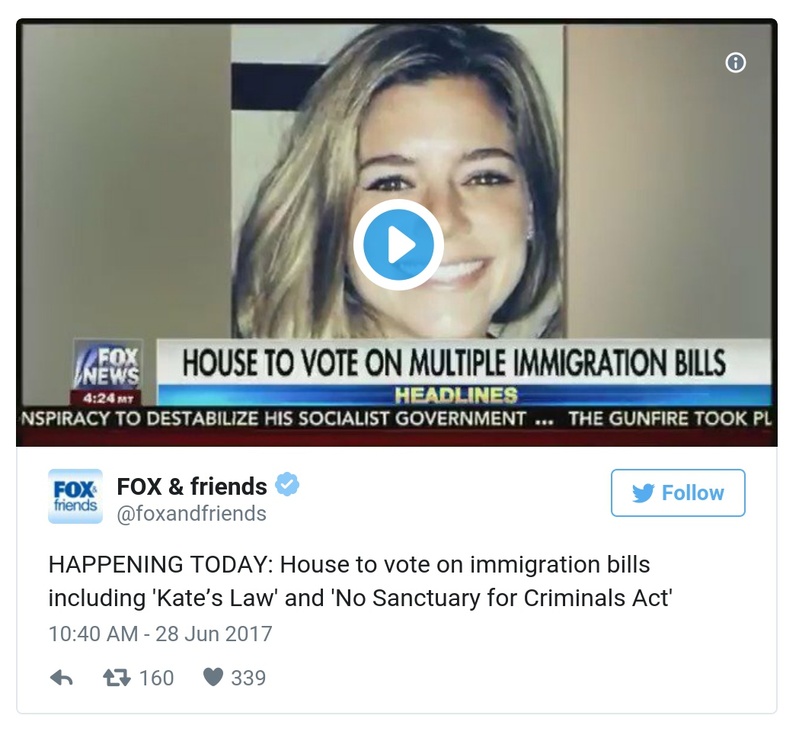 FOX
NEWS
HOUSE TO VOTE ON MULTIPLE IMMIGRATION BILLS
4:24 MT
HEADLINES
NSPIRACY TO DESTABILIZE HIS SOCIALIST GOVERNMENT ... THE GUNFIRE TOOK PL
FOX&
friends
FOX & friends
@foxandfriends
Follow
HAPPENING TODAY: House to vote on immigration bills
including 'Kate’s Law' and 'No Sanctuary for Criminals Act'
10:40 AM - 28 Jun 2017
160 339